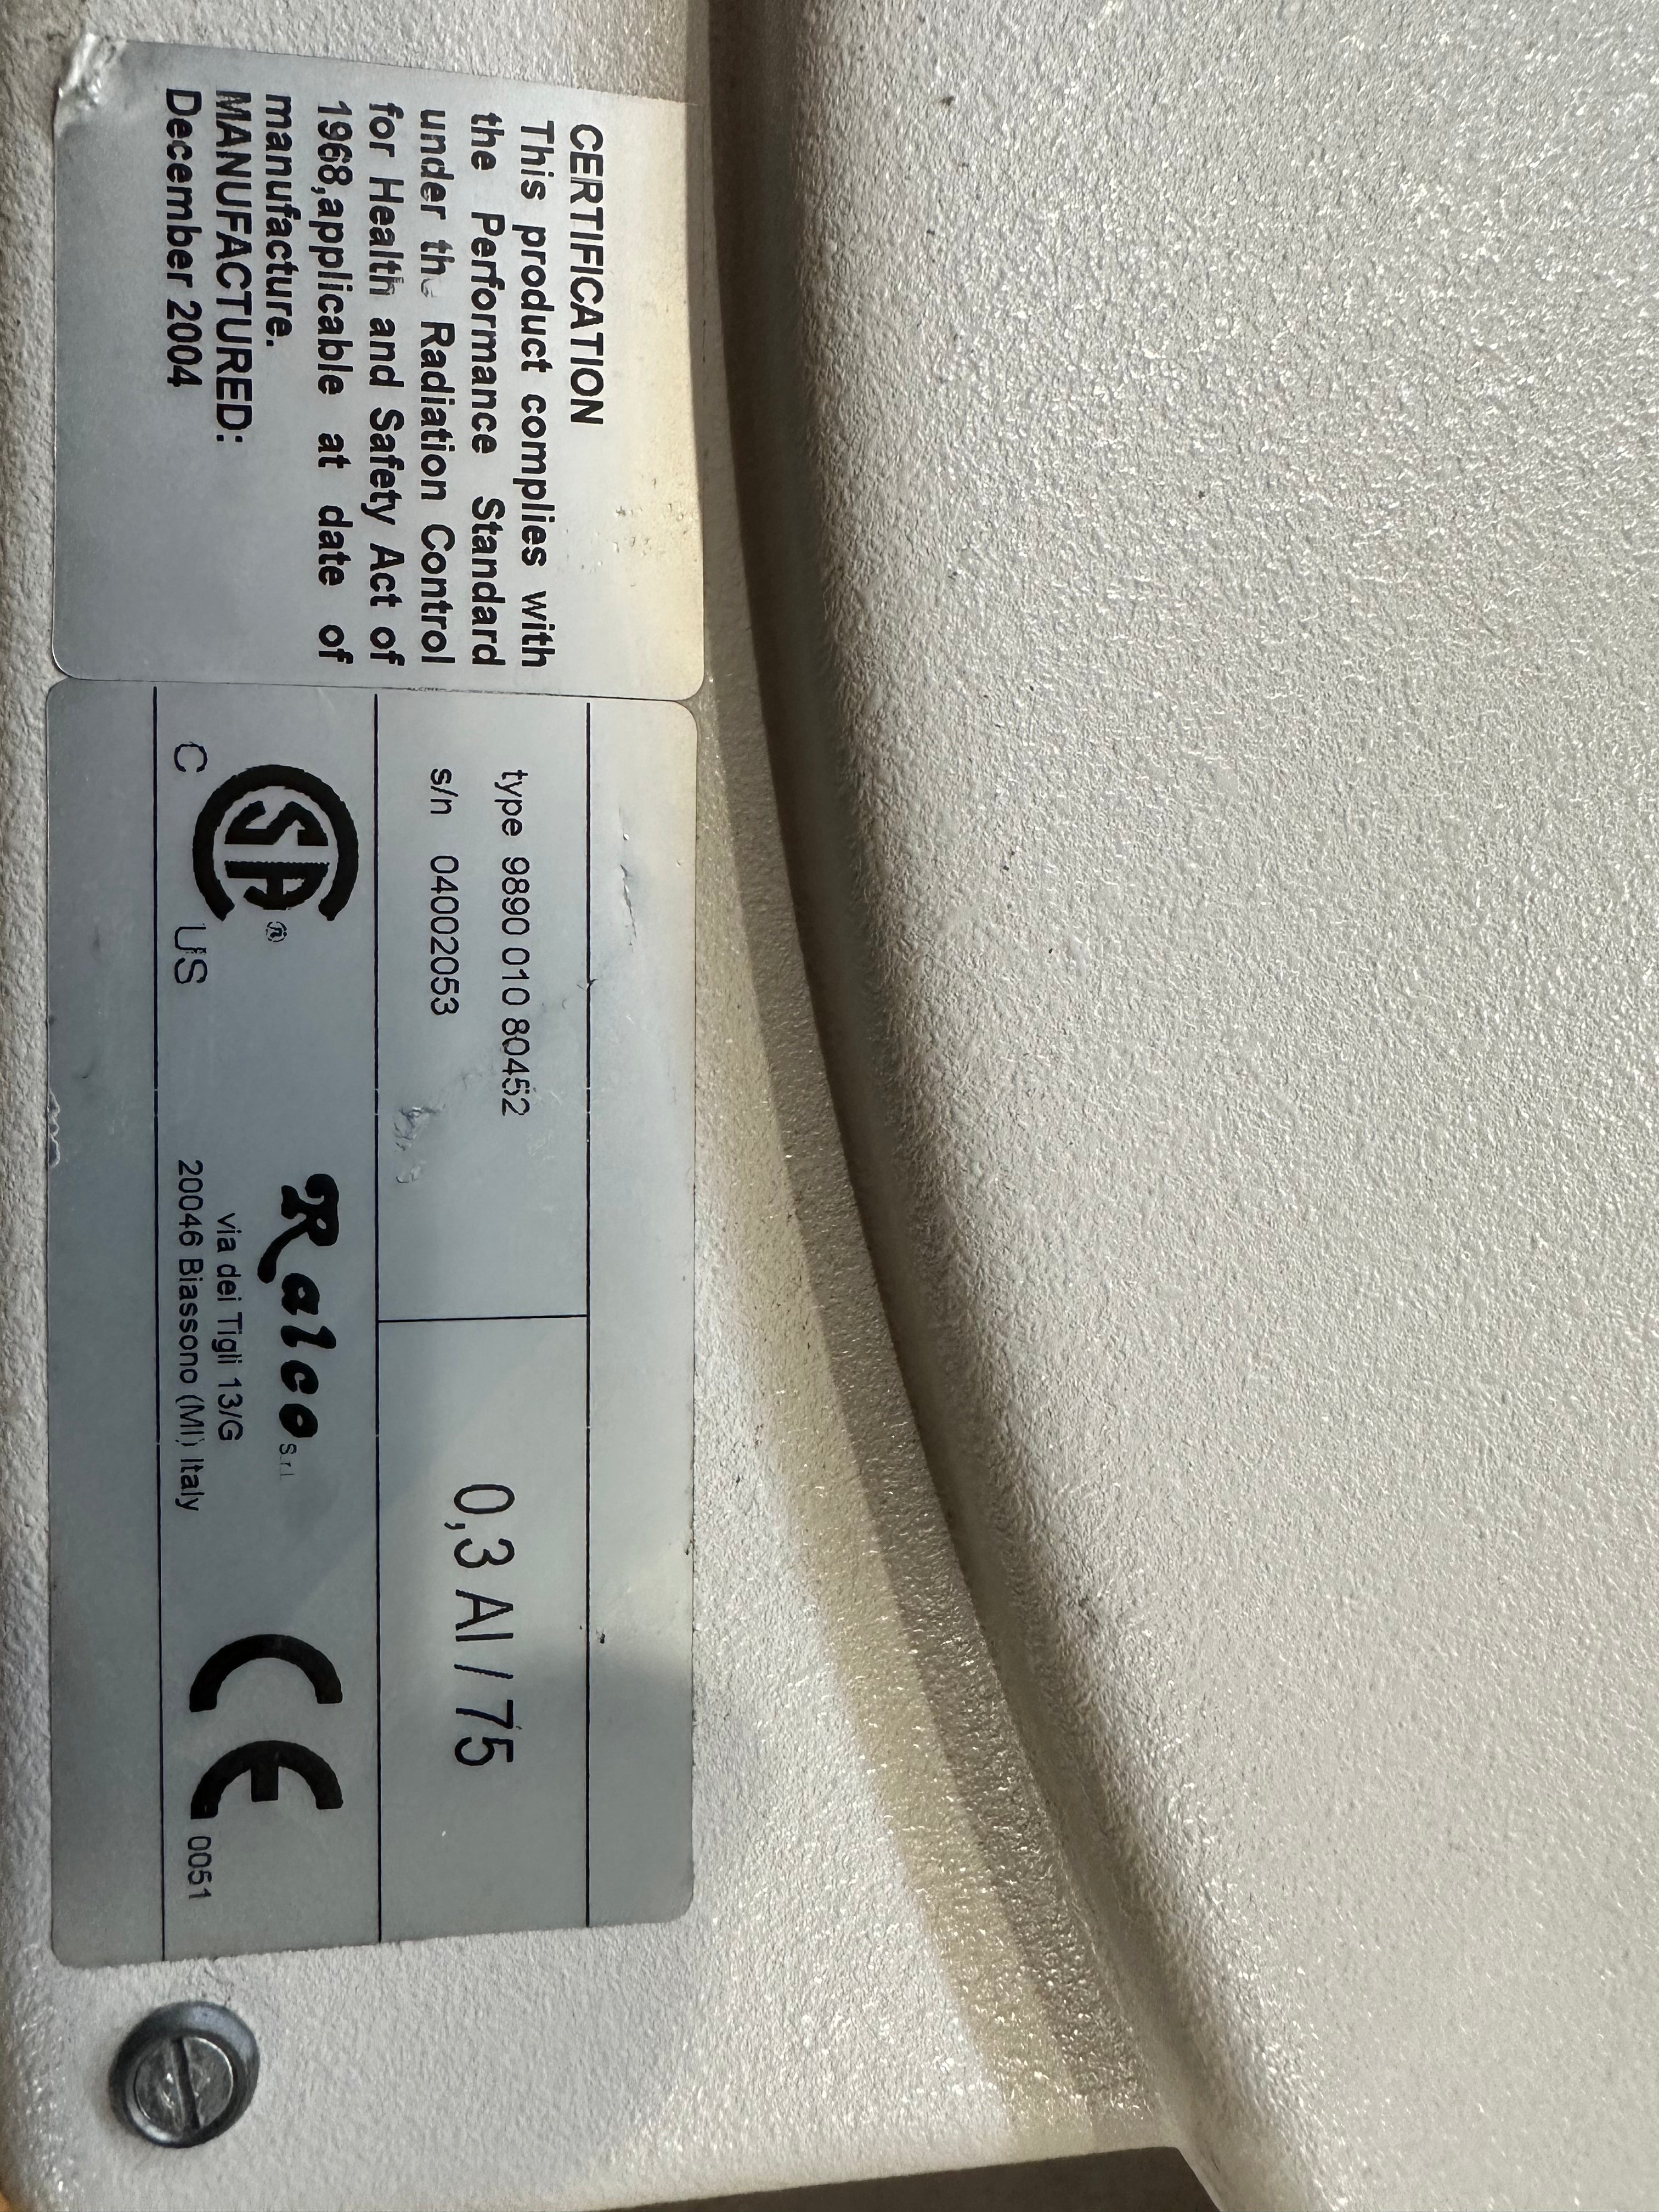 CERTIFICATION
This product complies with
the Performance Standard
under the Radiation Control
for Health and Safety Act of
1968,applicable at date of
manufacture.
MANUFACTURED:
December 2004
type 9890 010 80452
s/n 04002053
0,3 Al / 75
CSA®
C US
Ralco S.r.l.
via dei Tigli 13/G
20046 Biassono (MI) Italy
CE 0051